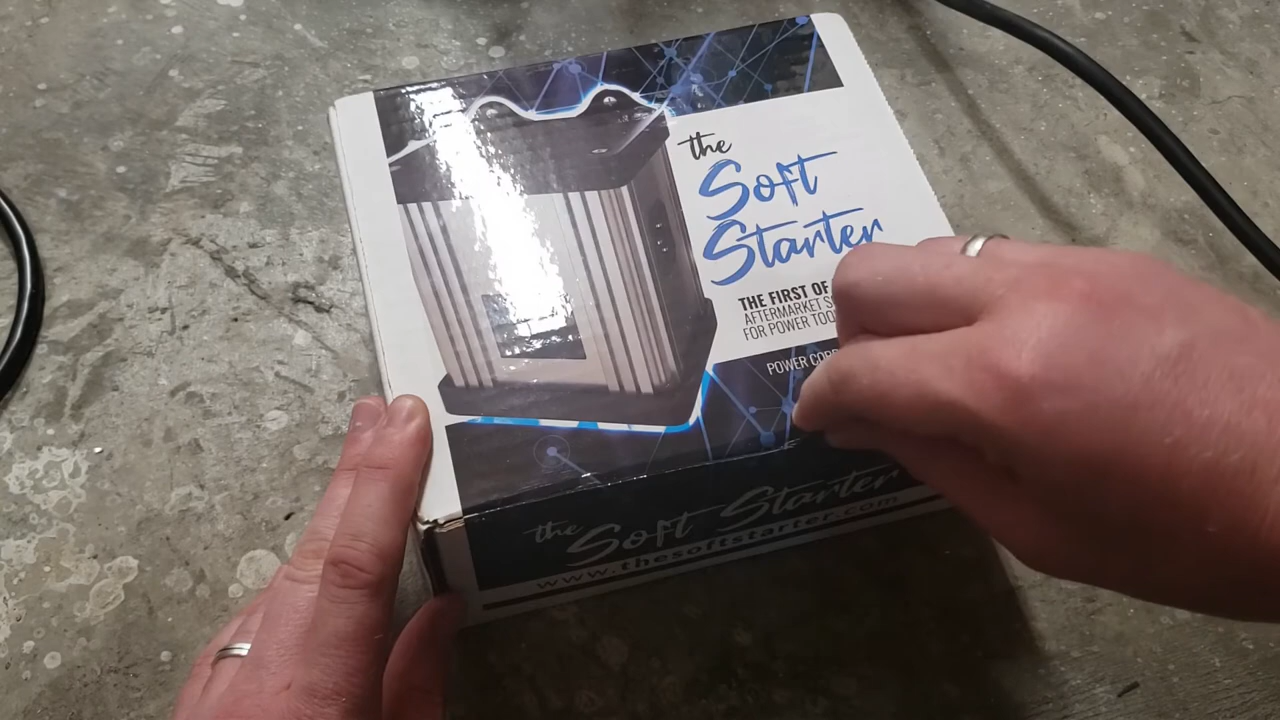 the
Soft
Starter
THE FIRST OF
AFTERMARKET S
FOR POWER TOO
POWER CORD
the Soft Starter
www.thesoftstarter.com